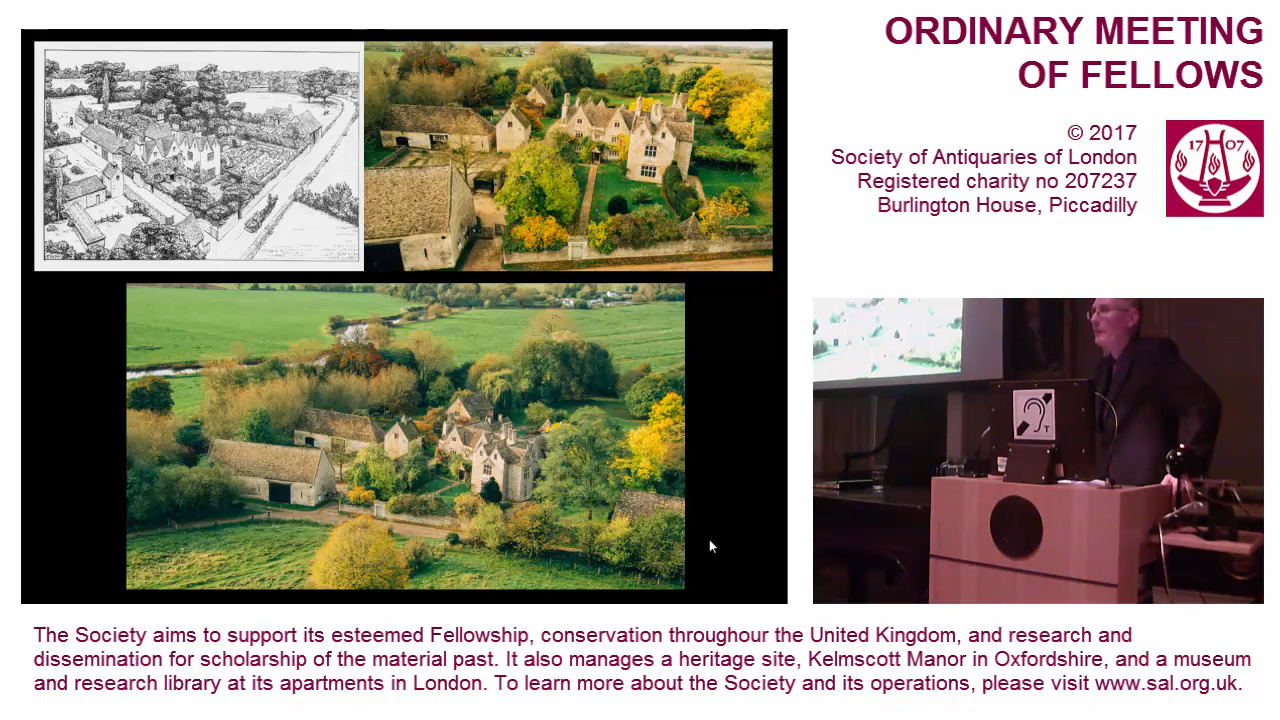 ORDINARY MEETING
OF FELLOWS
© 2017
Society of Antiquaries of London
Registered charity no 207237
Burlington House, Piccadilly
17 07
T
The Society aims to support its esteemed Fellowship, conservation throughour the United Kingdom, and research and
dissemination for scholarship of the material past. It also manages a heritage site, Kelmscott Manor in Oxfordshire, and a museum
and research library at its apartments in London. To learn more about the Society and its operations, please visit www.sal.org.uk.